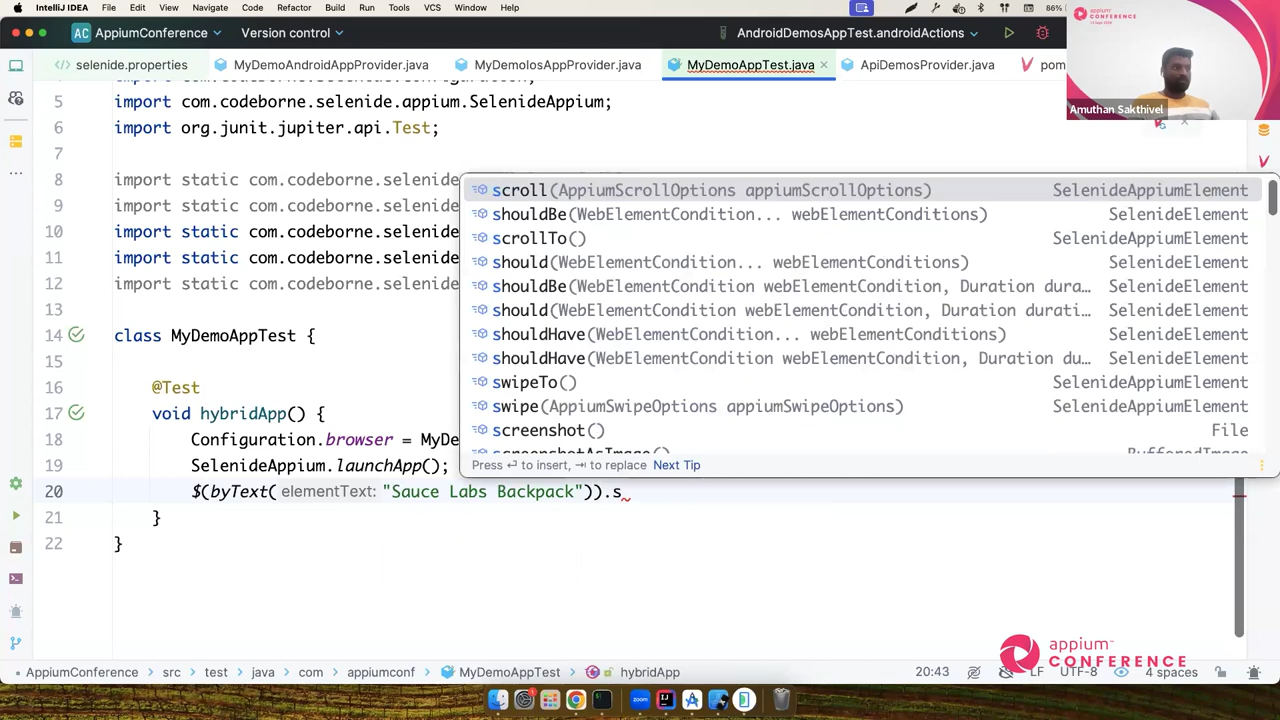 IntelliJ IDEA File Edit View Navigate Code Refactor Build Run Tools VCS Window Help 86%
AC AppiumConference Version control AndroidDemosAppTest.androidActions
selenide.properties MyDemoAndroidAppProvider.java MyDemoIosAppProvider.java MyDemoAppTest.java ApiDemosProvider.java pom
appium
CONFERENCE
Amuthan Sakthivel
5 import com.codeborne.selenide.appium.SelenideAppium;
6 import org.junit.jupiter.api.Test;
7
8 import static com.codeborne.selenide
9 import static com.codeborne.selenide
10 import static com.codeborne.selenide
11 import static com.codeborne.selenide
12 import static com.codeborne.selenide
13
14 class MyDemoAppTest {
15
16 @Test
17 void hybridApp() {
18 Configuration.browser = MyDe
19 SelenideAppium.launchApp();
20 $(byText( elementText: "Sauce Labs Backpack")).s
21 }
22 }
scroll(AppiumScrollOptions appiumScrollOptions) SelenideAppiumElement
shouldBe(WebElementCondition... webElementConditions) SelenideElement
scrollTo() SelenideAppiumElement
should(WebElementCondition... webElementConditions) SelenideElement
shouldBe(WebElementCondition webElementCondition, Duration dura... SelenideElement
should(WebElementCondition webElementCondition, Duration durati... SelenideElement
shouldHave(WebElementCondition... webElementConditions) SelenideElement
shouldHave(WebElementCondition webElementCondition, Duration du... SelenideElement
swipeTo() SelenideAppiumElement
swipe(AppiumSwipeOptions appiumSwipeOptions) SelenideAppiumElement
screenshot() File
screenshotAsImage() BufferedImage
Press ⏎ to insert, ⇥ to replace Next Tip
appium™
CONFERENCE
AppiumConference > src > test > java > com > appiumconf > MyDemoAppTest > hybridApp 20:43 LF UTF-8 4 spaces
zoom